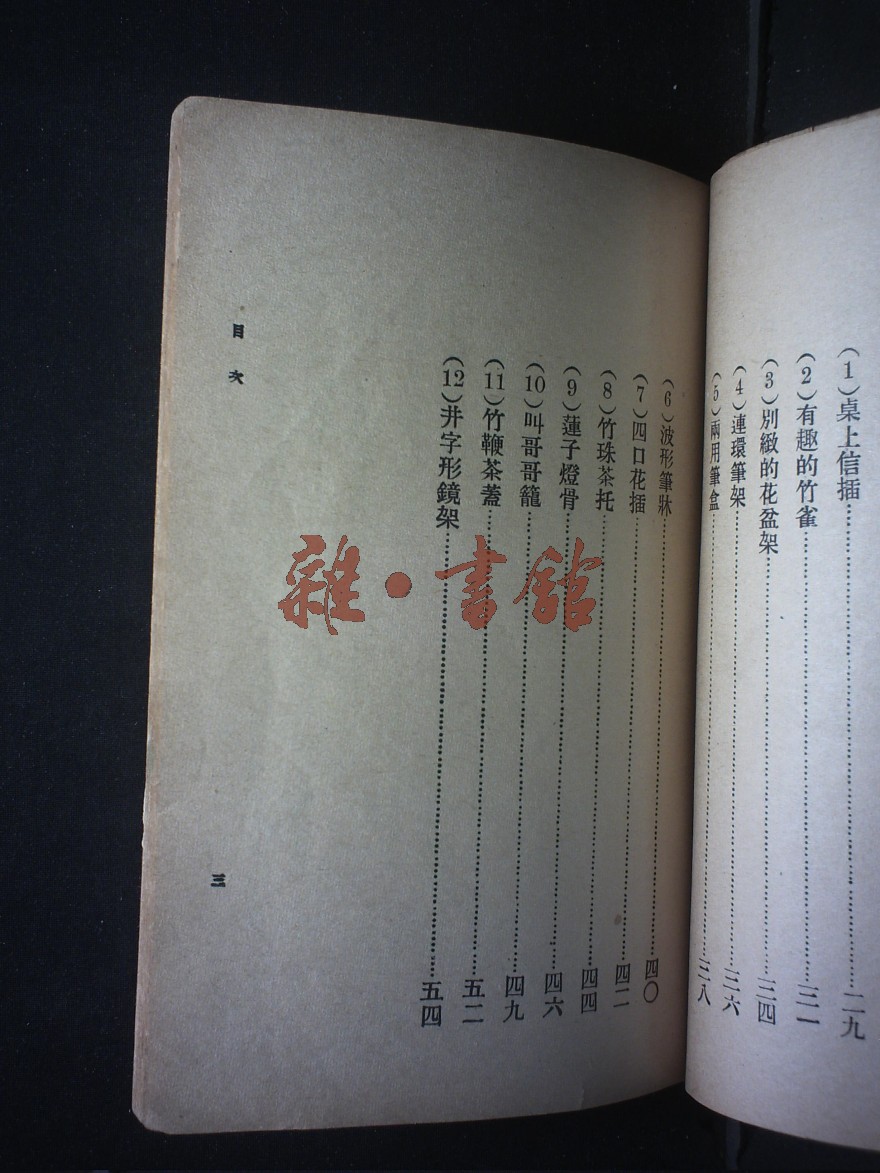 (1)桌上信插……二九
(2)有趣的竹雀……三一
(3)別緻的花盆架……三四
(4)連環筆架……三六
(5)兩用筆盒……三八
(6)波形筆牀……四〇
(7)四口花插……四二
(8)竹珠茶托……四四
(9)蓮子燈骨……四六
(10)叫哥哥籠……四九
(11)竹鞭茶蓋……五二
(12)井字形鏡架……五四
目次
三
雜·書館